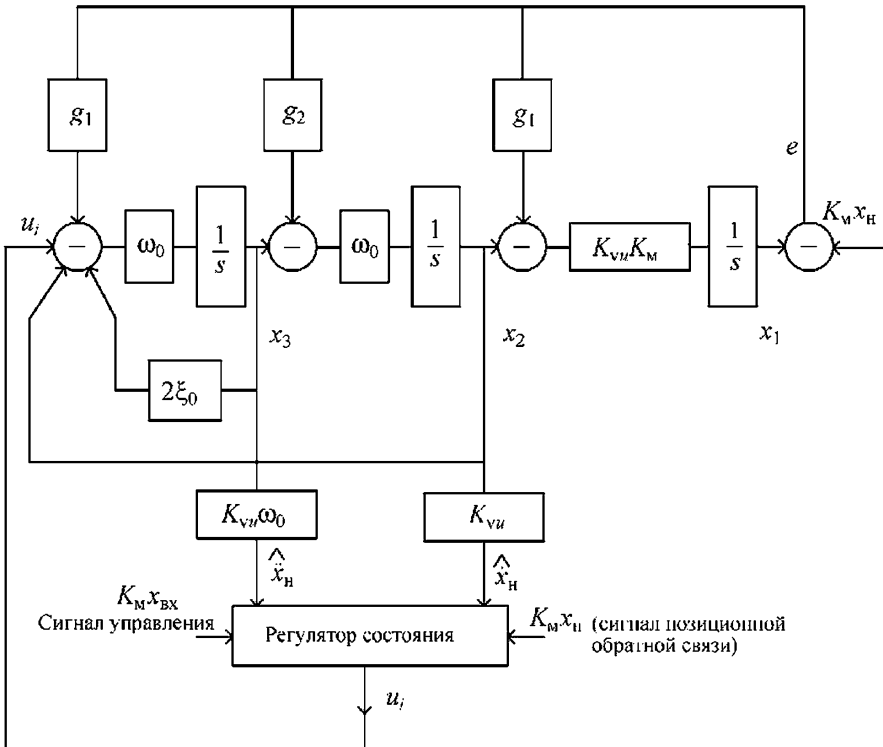 g₁
g₂
g₁
e
uᵢ
−
ω₀
1/s
−
ω₀
1/s
−
KᵥᵤKм
1/s
−
Kмxн
x₃
x₂
x₁
2ξ₀
Kᵥᵤω₀
Kᵥᵤ
ẍ̂н
ẋ̂н
Kмxвх
Сигнал управления
Регулятор состояния
Kмxн (сигнал позиционной
обратной связи)
uᵢ